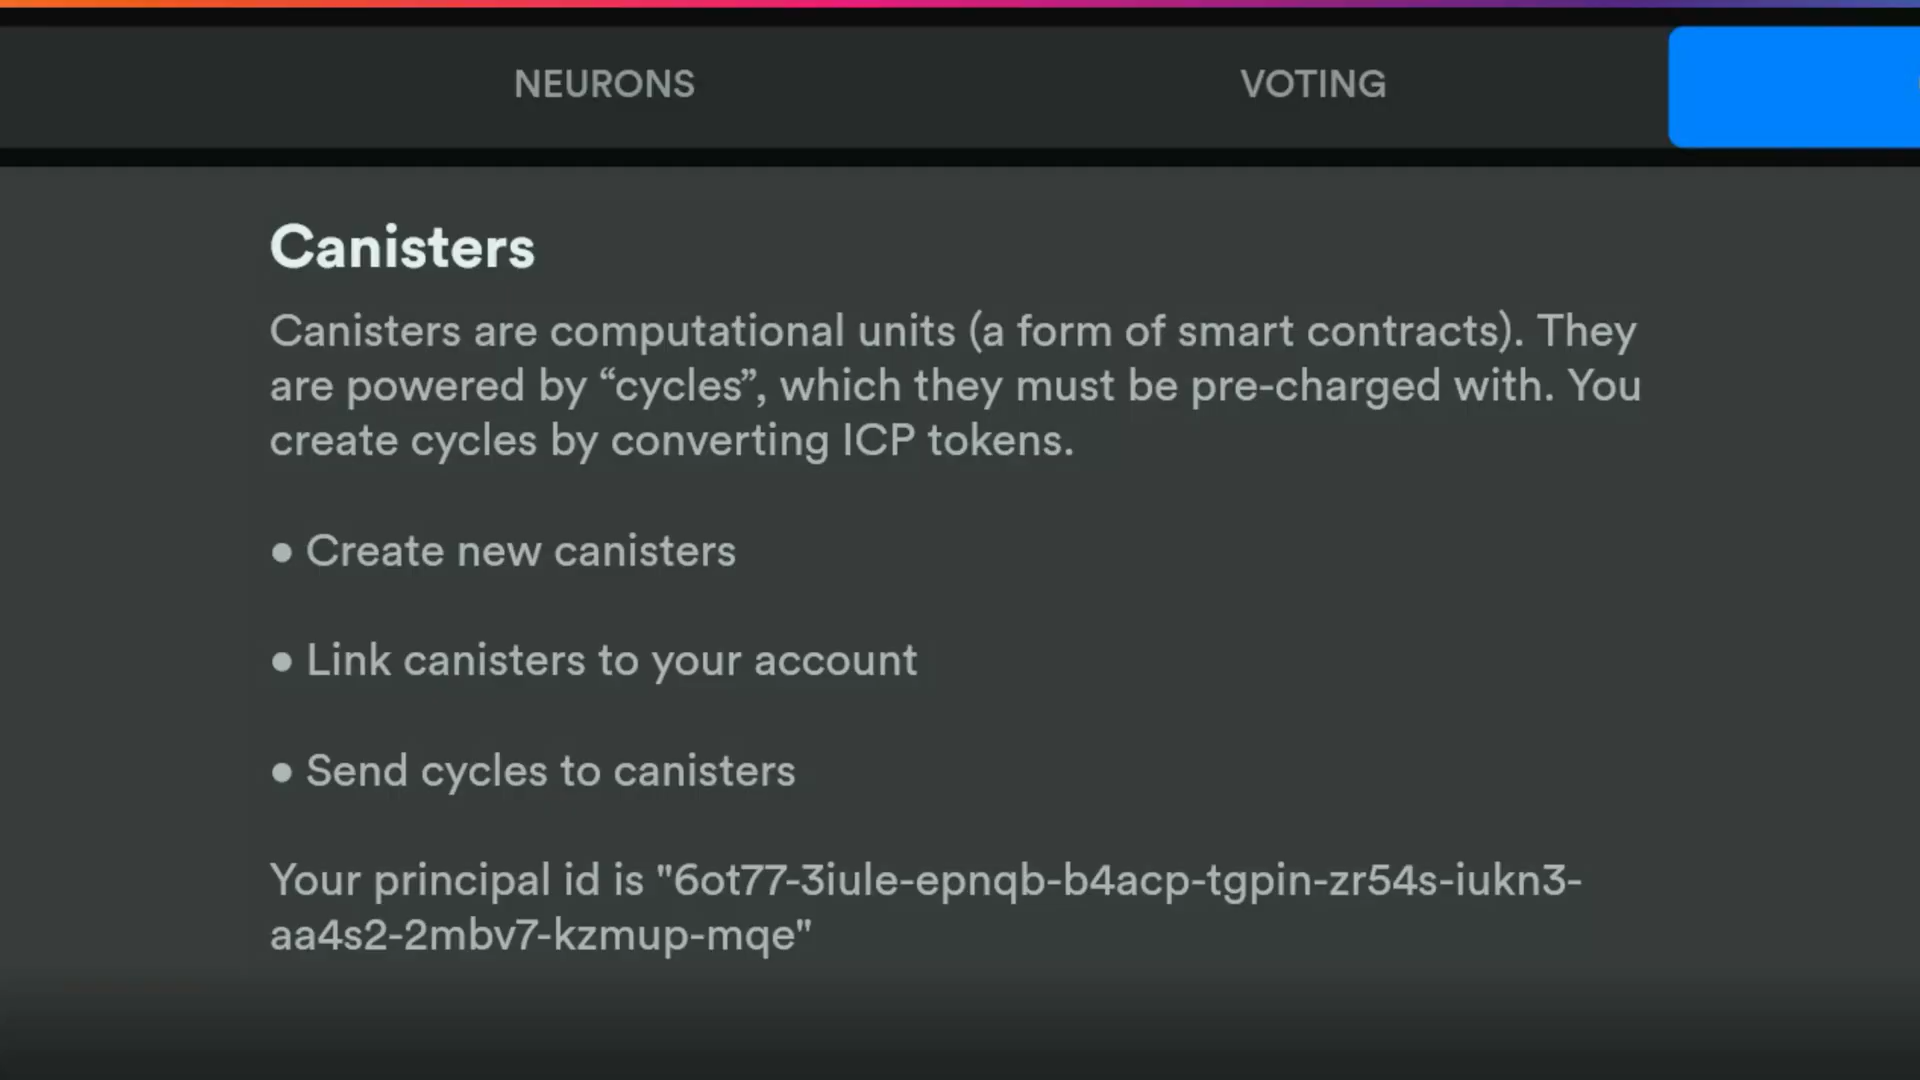 NEURONS VOTING
Canisters
Canisters are computational units (a form of smart contracts). They
are powered by “cycles”, which they must be pre-charged with. You
create cycles by converting ICP tokens.
● Create new canisters
● Link canisters to your account
● Send cycles to canisters
Your principal id is "6ot77-3iule-epnqb-b4acp-tgpin-zr54s-iukn3-
aa4s2-2mbv7-kzmup-mqe"